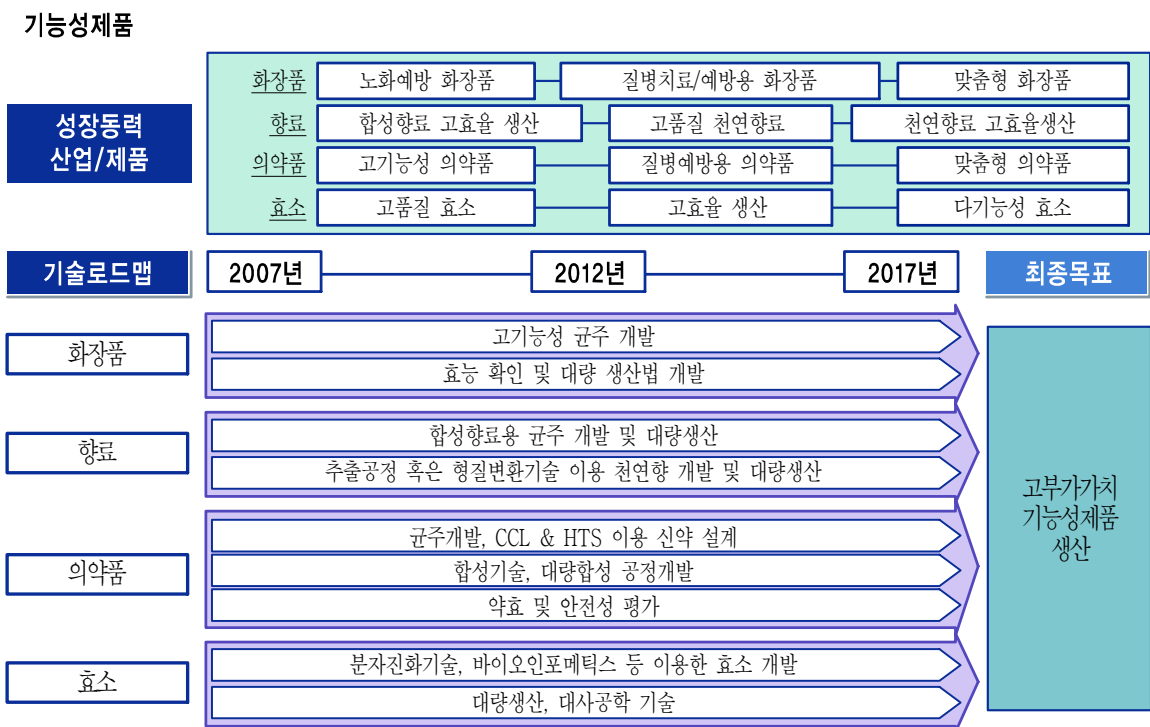 기능성제품
성장동력
산업/제품
화장품 노화예방 화장품 질병치료/예방용 화장품 맞춤형 화장품
향료 합성향료 고효율 생산 고품질 천연향료 천연향료 고효율생산
의약품 고기능성 의약품 질병예방용 의약품 맞춤형 의약품
효소 고품질 효소 고효율 생산 다기능성 효소
기술로드맵 2007년 2012년 2017년 최종목표
화장품
고기능성 균주 개발
효능 확인 및 대량 생산법 개발
향료
합성향료용 균주 개발 및 대량생산
추출공정 혹은 형질변환기술 이용 천연향 개발 및 대량생산
의약품
균주개발, CCL & HTS 이용 신약 설계
합성기술, 대량합성 공정개발
약효 및 안전성 평가
효소
분자진화기술, 바이오인포메틱스 등 이용한 효소 개발
대량생산, 대사공학 기술
고부가가치
기능성제품
생산